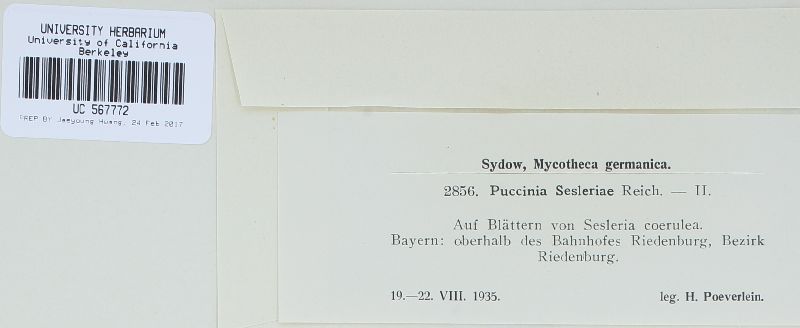 UNIVERSITY HERBARIUM
University of California
Berkeley
UC 567772
PREP BY Jaeyoung Huang, 24 Feb 2017
Sydow, Mycotheca germanica.
2856. Puccinia Sesleriae Reich. — II.
Auf Blättern von Sesleria coerulea.
Bayern: oberhalb des Bahnhofes Riedenburg, Bezirk
Riedenburg.
19.—22. VIII. 1935. leg. H. Poeverlein.